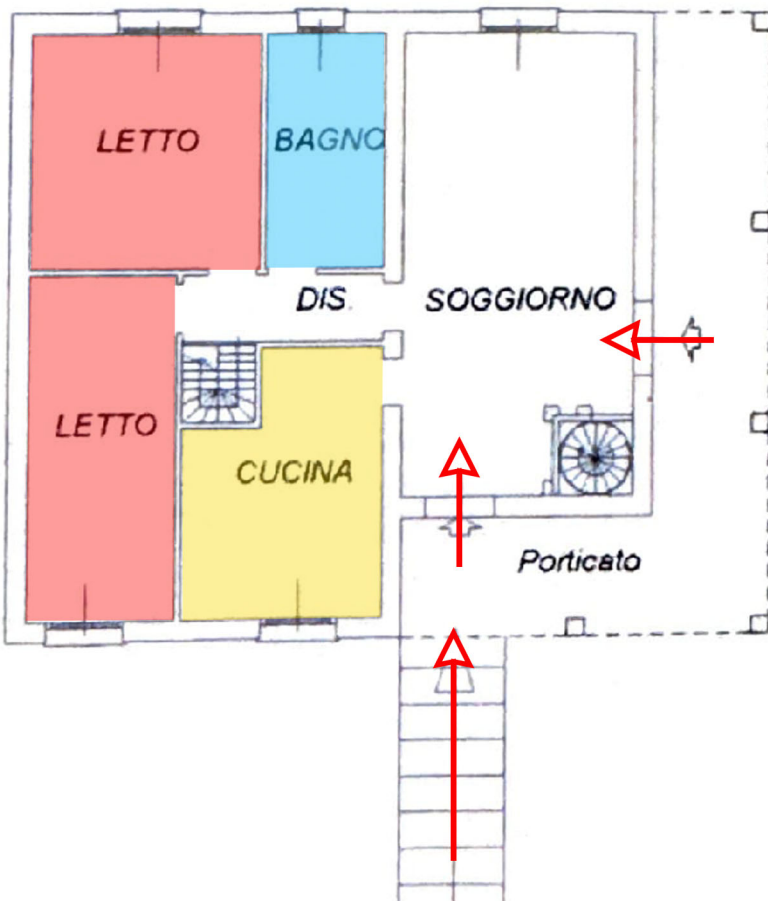 LETTO
BAGNO
DIS.
SOGGIORNO
LETTO
CUCINA
Porticato